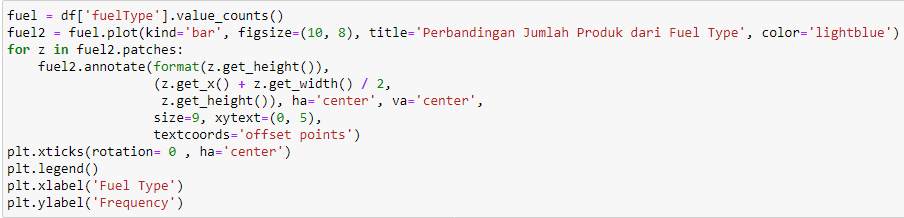 fuel = df['fuelType'].value_counts()
fuel2 = fuel.plot(kind='bar', figsize=(10, 8), title='Perbandingan Jumlah Produk dari Fuel Type', color='lightblue')
for z in fuel2.patches:
    fuel2.annotate(format(z.get_height()),
                   (z.get_x() + z.get_width() / 2,
                    z.get_height()), ha='center', va='center',
                   size=9, xytext=(0, 5),
                   textcoords='offset points')
plt.xticks(rotation= 0 , ha='center')
plt.legend()
plt.xlabel('Fuel Type')
plt.ylabel('Frequency')